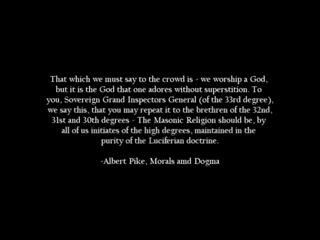 That which we must say to the crowd is - we worship a God,
but it is the God that one adores without superstition. To
you, Sovereign Grand Inspectors General (of the 33rd degree),
we say this, that you may repeat it to the brethren of the 32nd,
31st and 30th degrees - The Masonic Religion should be, by
all of us initiates of the high degrees, maintained in the
purity of the Luciferian doctrine.
-Albert Pike, Morals amd Dogma